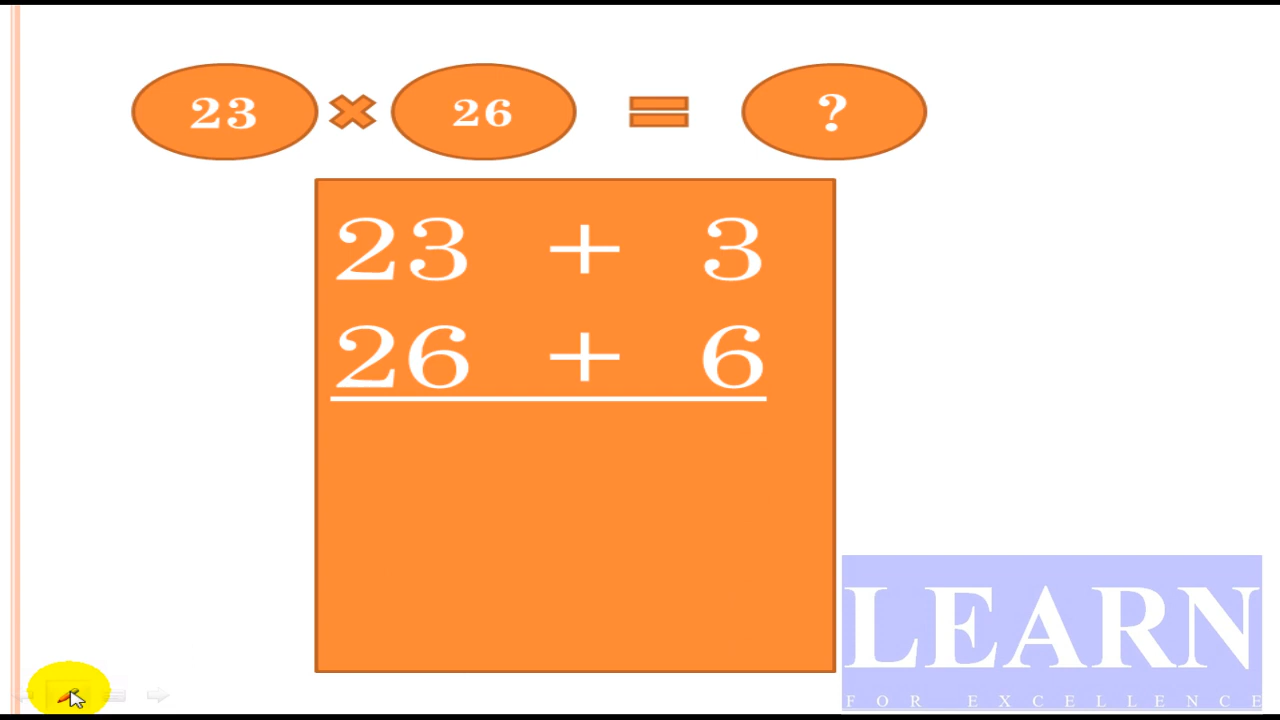 23 × 26 = ?
23 + 3
26 + 6
LEARN
FOR EXCELLENCE